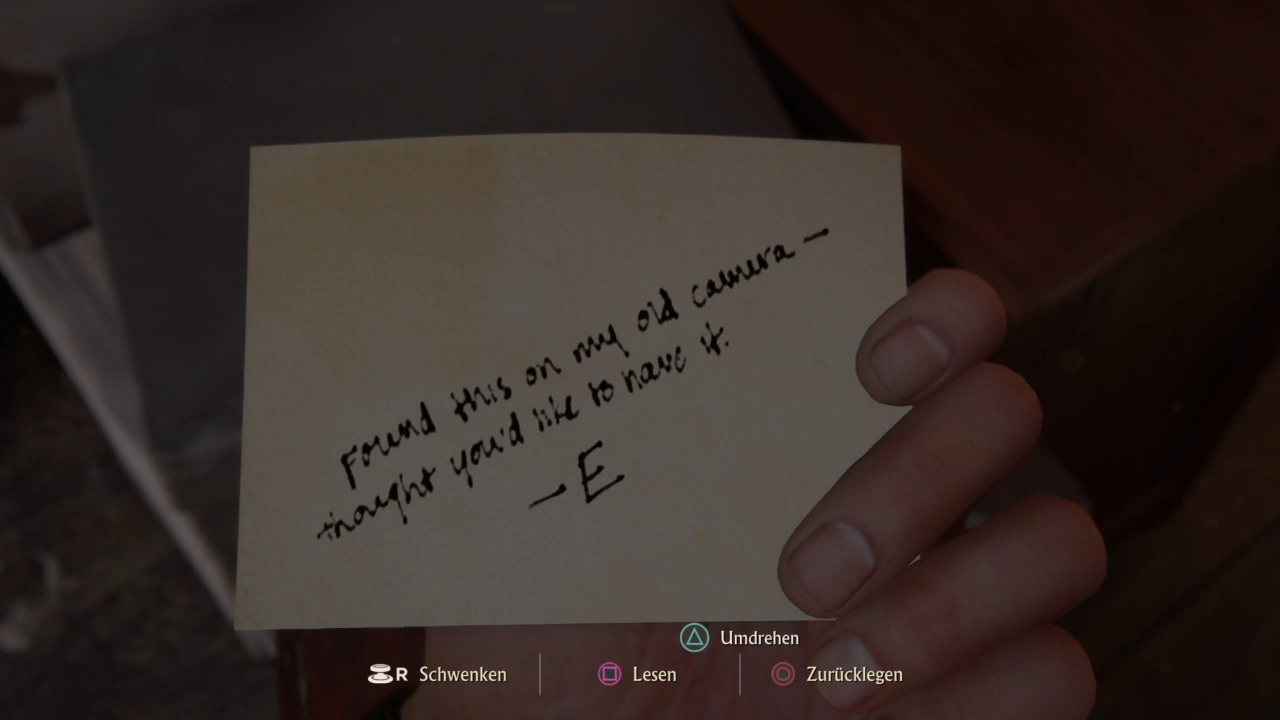 Found this on my old camera —
thought you'd like to have it.
— E
Umdrehen
R Schwenken
Lesen
Zurücklegen